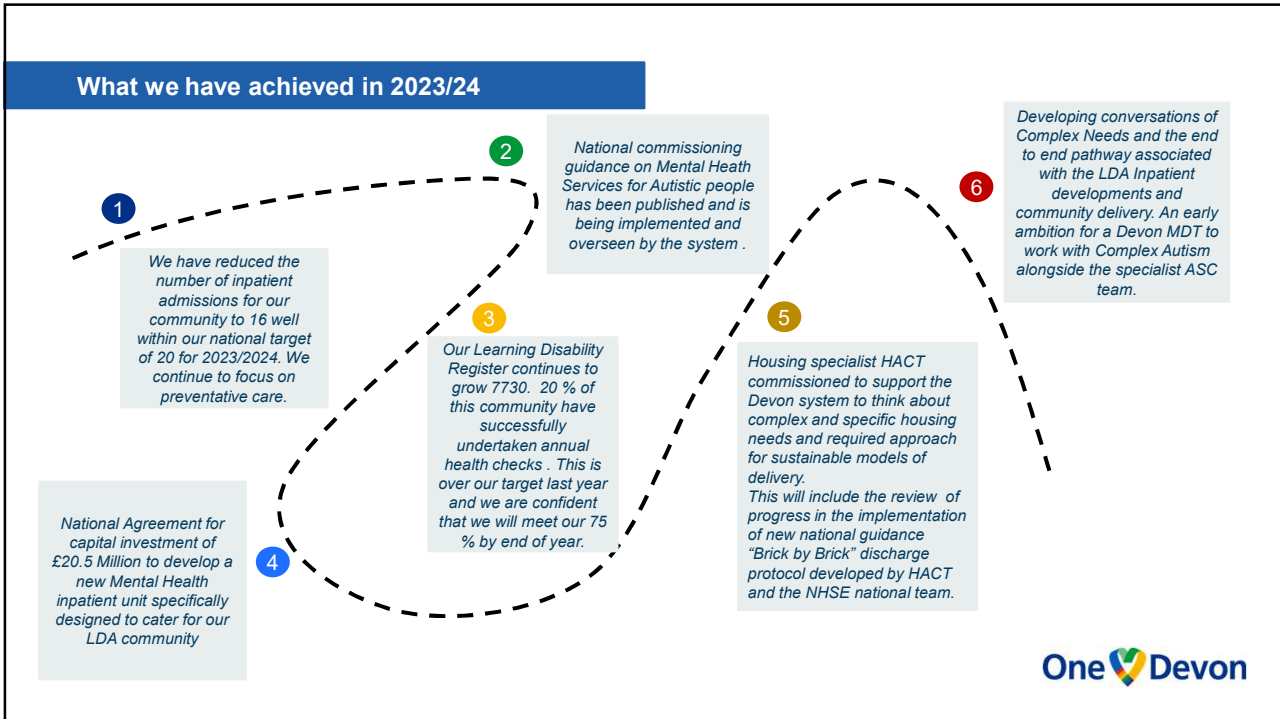 What we have achieved in 2023/24
1
We have reduced the
number of inpatient
admissions for our
community to 16 well
within our national target
of 20 for 2023/2024. We
continue to focus on
preventative care.
2
National commissioning
guidance on Mental Heath
Services for Autistic people
has been published and is
being implemented and
overseen by the system .
3
Our Learning Disability
Register continues to
grow 7730.  20 % of
this community have
successfully
undertaken annual
health checks . This is
over our target last year
and we are confident
that we will meet our 75
% by end of year.
4
National Agreement for
capital investment of
£20.5 Million to develop a
new Mental Health
inpatient unit specifically
designed to cater for our
LDA community
5
Housing specialist HACT
commissioned to support the
Devon system to think about
complex and specific housing
needs and required approach
for sustainable models of
delivery.
This will include the review  of
progress in the implementation
of new national guidance
“Brick by Brick” discharge
protocol developed by HACT
and the NHSE national team.
6
Developing conversations of
Complex Needs and the end
to end pathway associated
with the LDA Inpatient
developments and
community delivery. An early
ambition for a Devon MDT to
work with Complex Autism
alongside the specialist ASC
team.
One Devon